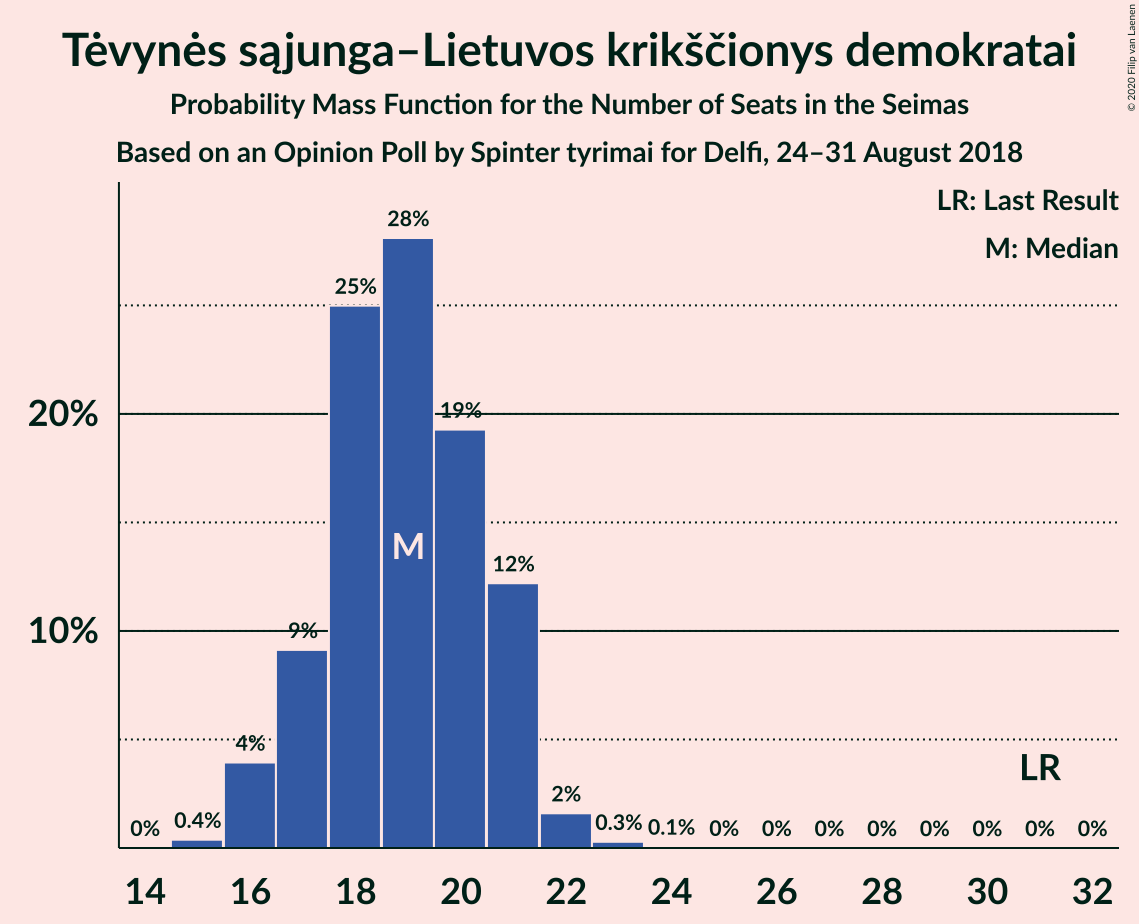 Tėvynės sąjunga–Lietuvos krikščionys demokratai
Probability Mass Function for the Number of Seats in the Seimas
Based on an Opinion Poll by Spinter tyrimai for Delfi, 24–31 August 2018
© 2020 Filip van Laenen
LR: Last Result
M: Median
28%
25%
20%
19%
M
12%
10%
9%
4%
LR
2%
0% 0.4% 0.3% 0.1% 0% 0% 0% 0% 0% 0% 0% 0%
14 16 18 20 22 24 26 28 30 32